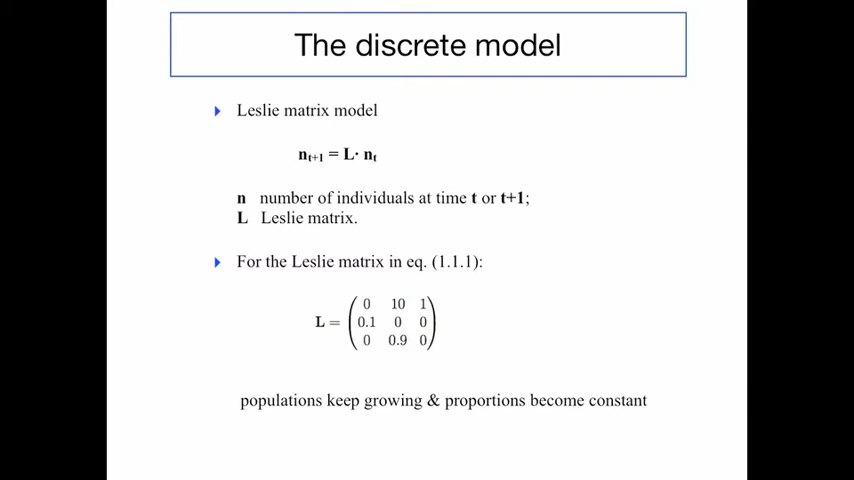 The discrete model
Leslie matrix model
nt+1 = L· nt
n number of individuals at time t or t+1;
L Leslie matrix.
For the Leslie matrix in eq. (1.1.1):
0 10 1
L = 0.1 0 0
0 0.9 0
populations keep growing & proportions become constant